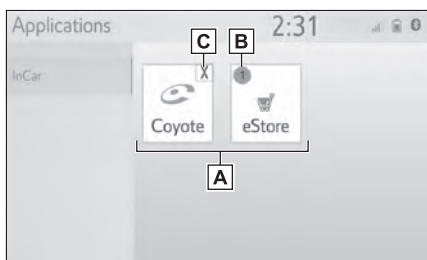 Applications 2:31
C B
InCar
X 1
Coyote eStore
A